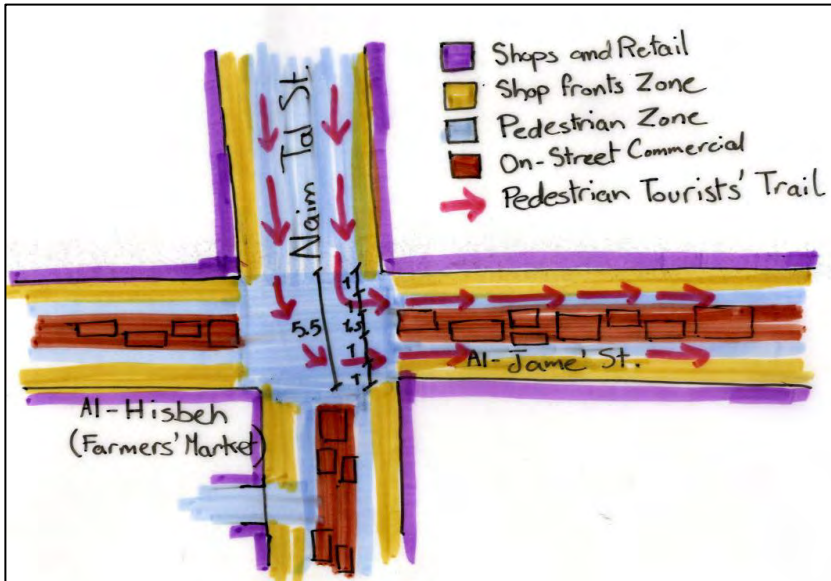 Shops and Retail
Shop fronts Zone
Pedestrian Zone
On-Street Commercial
Pedestrian Tourists' Trail
Naim Tal St.
5.5
1
1
1.5
1
1
Al-Jame' St.
Al-Hisbeh
(Farmers' Market)